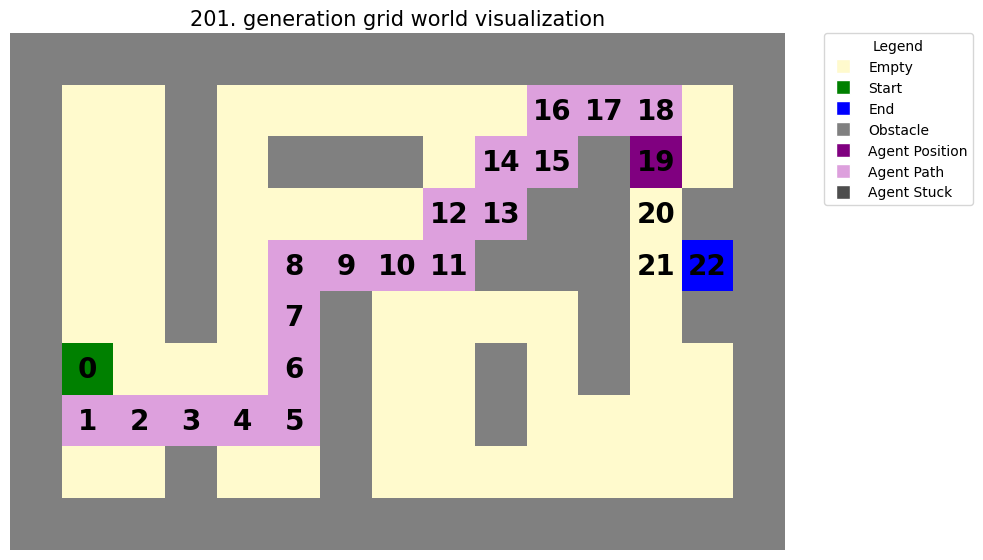 201. generation grid world visualization
Legend
Empty
Start
End
Obstacle
Agent Position
Agent Path
Agent Stuck
16 17 18
14 15 19
12 13 20
8 9 10 11 21 22
7
0 6
1 2 3 4 5